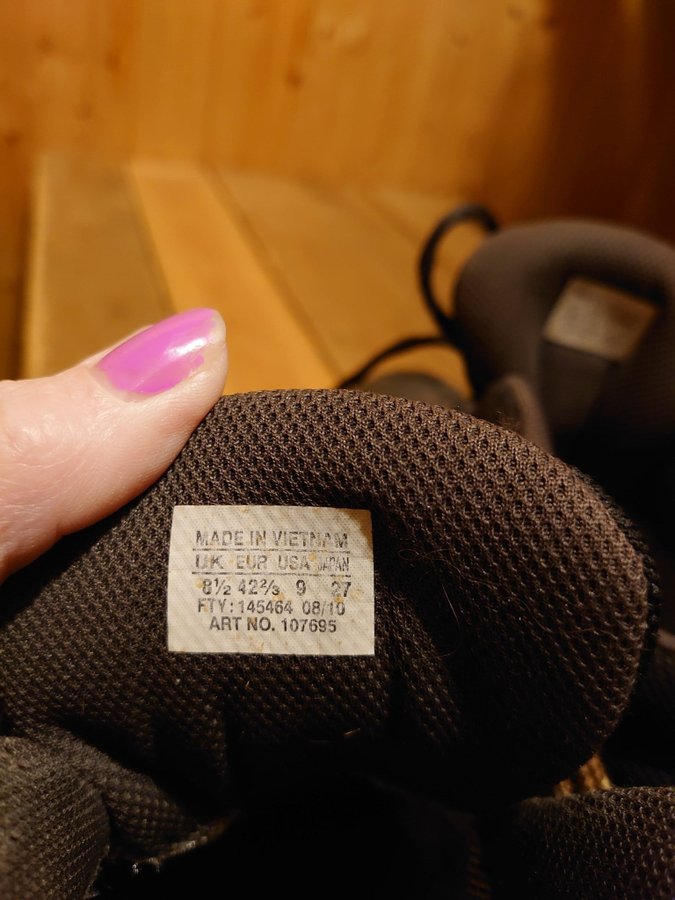 MADE IN VIETNAM
UK EUR USA JAPAN
8½ 42⅔ 9 27
FTY: 145464 08/10
ART NO. 107695